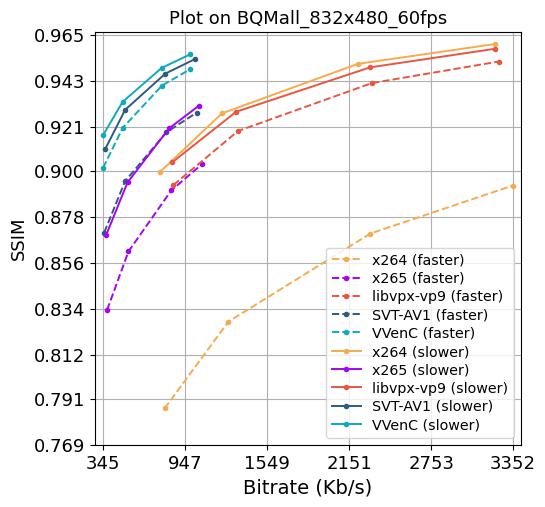 Plot on BQMall_832x480_60fps
SSIM
0.965
0.943
0.921
0.900
0.878
0.856
0.834
0.812
0.791
0.769
x264 (faster)
x265 (faster)
libvpx-vp9 (faster)
SVT-AV1 (faster)
VVenC (faster)
x264 (slower)
x265 (slower)
libvpx-vp9 (slower)
SVT-AV1 (slower)
VVenC (slower)
345 947 1549 2151 2753 3352
Bitrate (Kb/s)